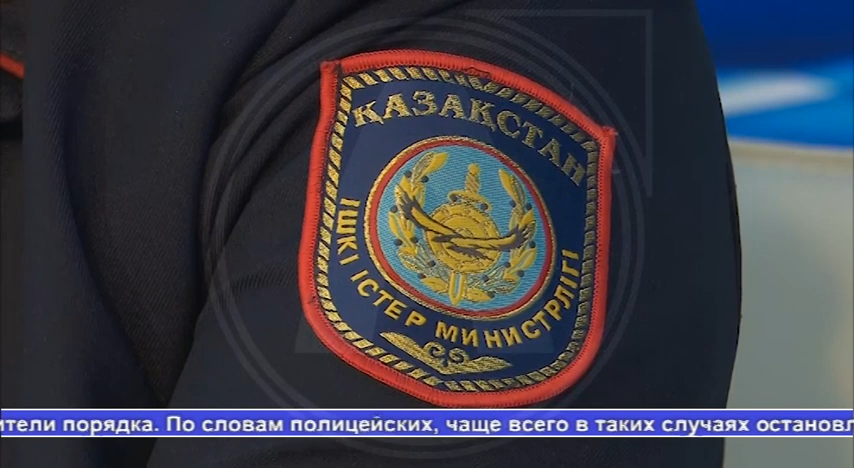 ҚАЗАҚСТАН
ІШКІ ІСТЕР МИНИСТРЛІГІ
ители порядка. По словам полицейских, чаще всего в таких случаях остановл